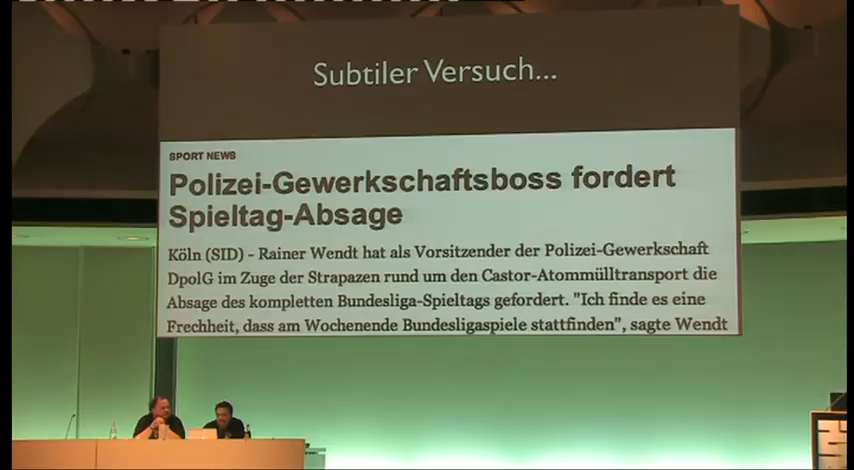 Subtiler Versuch...
SPORT NEWS
Polizei-Gewerkschaftsboss fordert
Spieltag-Absage
Köln (SID) - Rainer Wendt hat als Vorsitzender der Polizei-Gewerkschaft
DpolG im Zuge der Strapazen rund um den Castor-Atommülltransport die
Absage des kompletten Bundesliga-Spieltags gefordert. "Ich finde es eine
Frechheit, dass am Wochenende Bundesligaspiele stattfinden", sagte Wendt